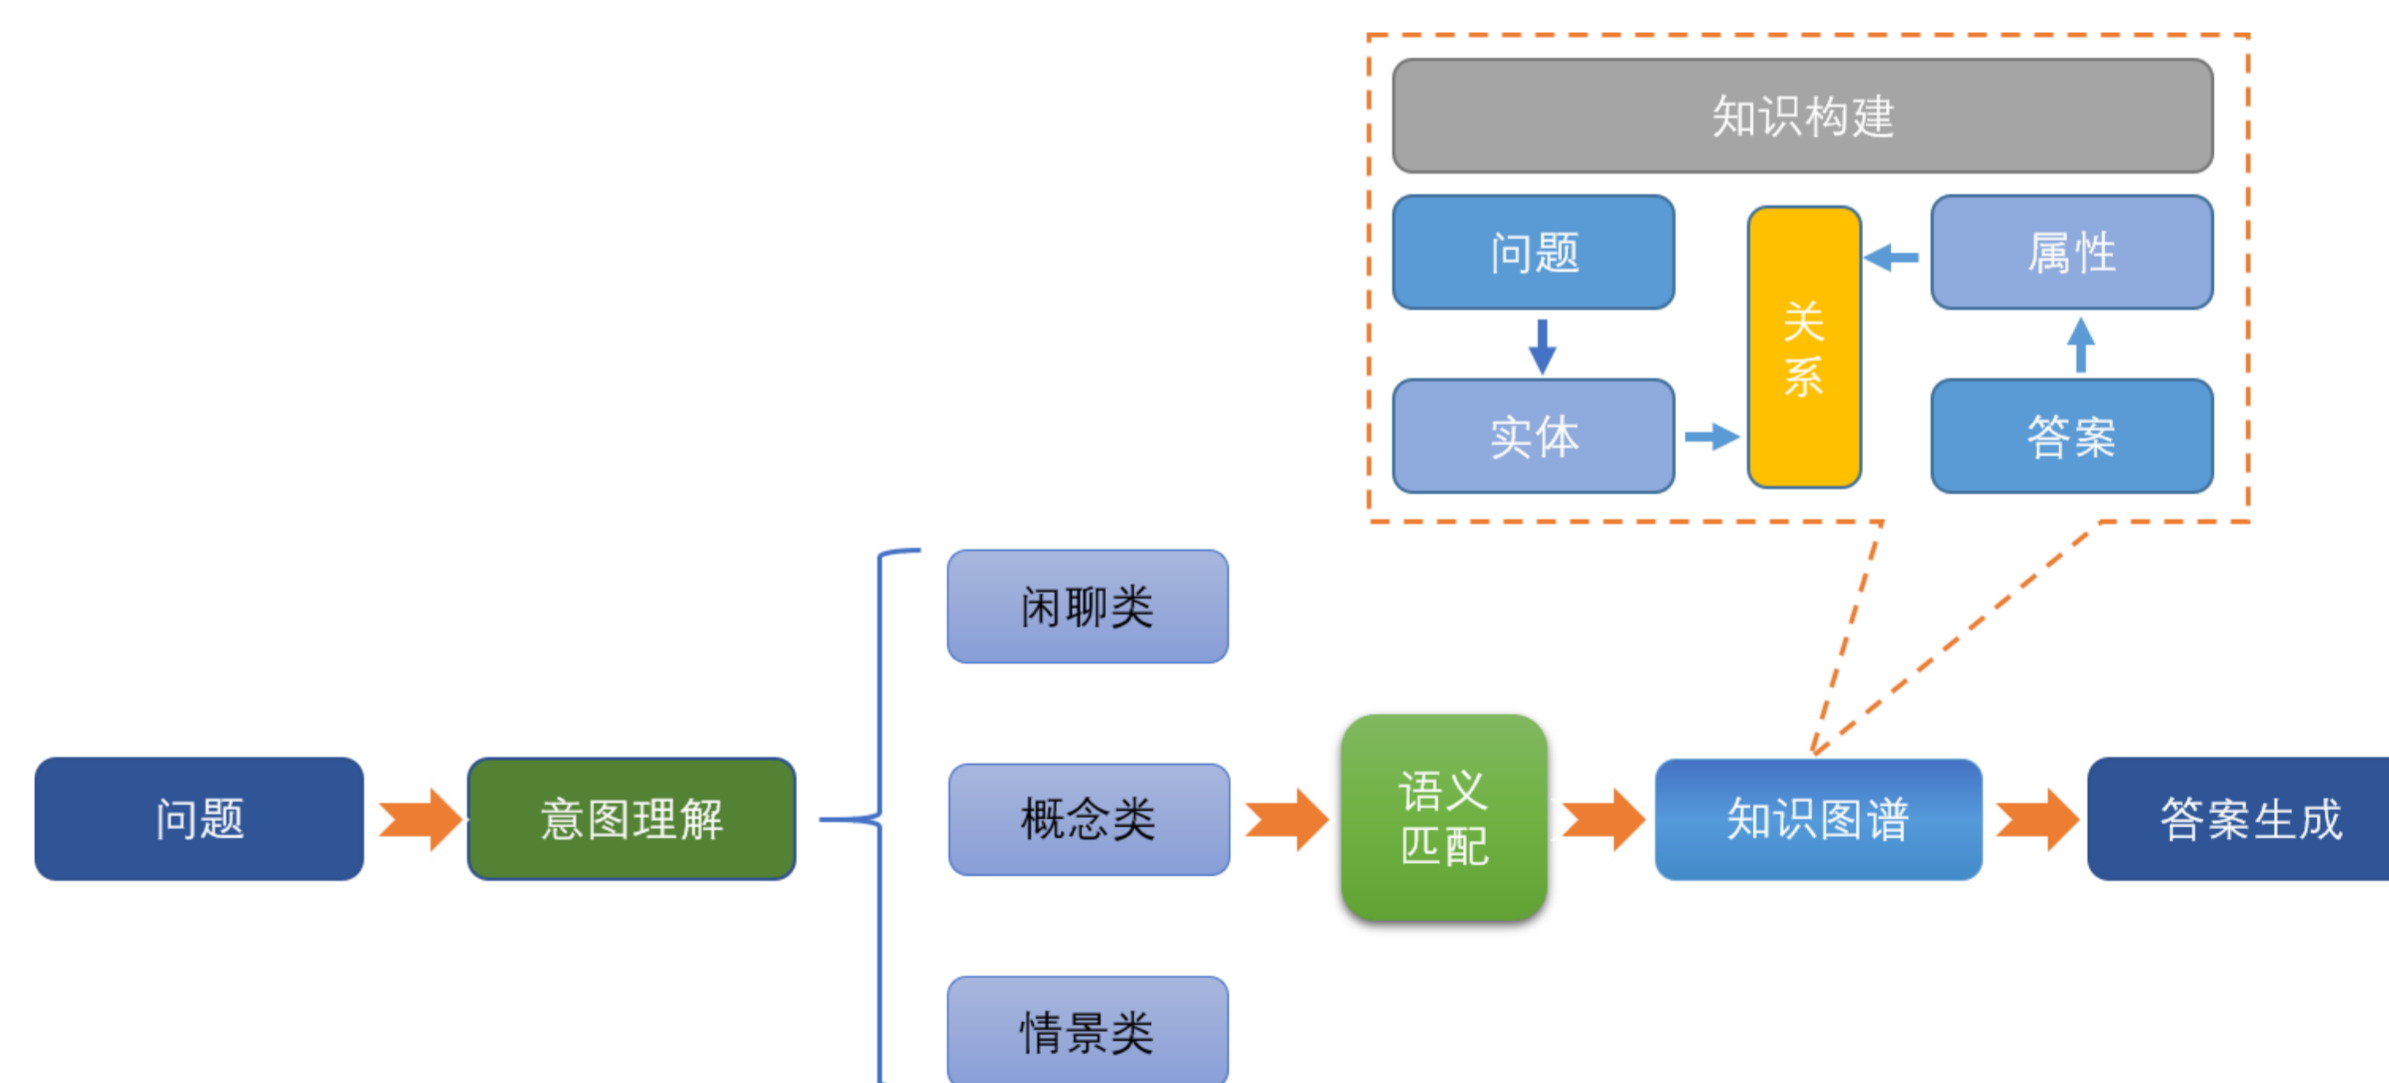 知识构建
问题
属性
关
系
实体
答案
闲聊类
概念类
情景类
问题
意图理解
语义
匹配
知识图谱
答案生成